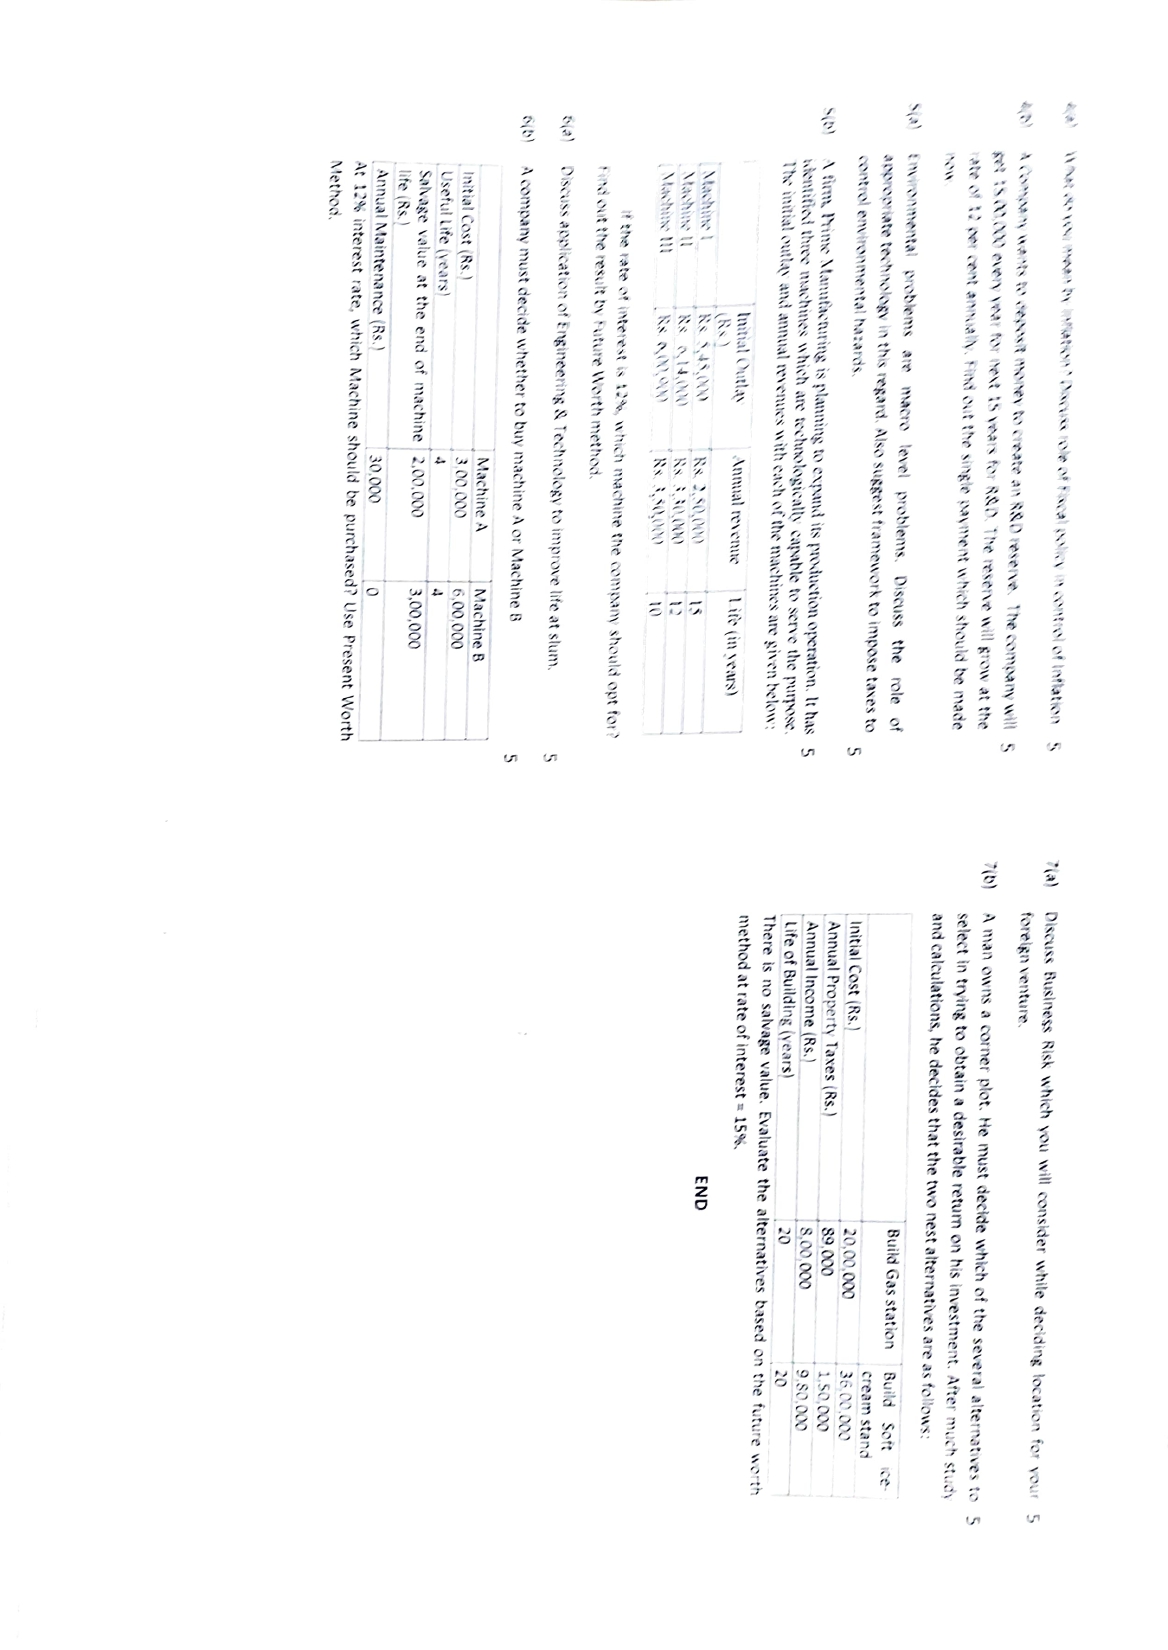 4(a) What do you mean by Inflation? Discuss role of Fiscal policy in control of Inflation 5
4(b) A Company wants to deposit money to create an R&D reserve. The company will 5
get 15,00,000 every year for next 15 years for R&D. The reserve will grow at the
rate of 12 per cent annually. Find out the single payment which should be made
now.
5(a) Environmental problems are macro level problems. Discuss the role of
appropriate technology in this regard. Also suggest framework to impose taxes to
control environmental hazards. 5
5(b) A firm, Prime Manufacturing is planning to expand its production operation. It has 5
identified three machines which are technologically capable to serve the purpose.
The initial outlay and annual revenues with each of the machines are given below:
Initial Outlay Annual revenue Life (in years)
(Rs.)
Machine I Rs. 5,45,000 Rs. 2,50,000 15
Machine II Rs. 6,14,000 Rs. 3,30,000 12
Machine III Rs. 6,00,900 Rs. 3,50,000 10
If the rate of interest is 12%, which machine the company should opt for?
Find out the result by Future Worth method.
6(a) Discuss application of Engineering & Technology to improve life at slum. 5
6(b) A company must decide whether to buy machine A or Machine B 5
Machine A Machine B
Initial Cost (Rs.) 3,00,000 6,00,000
Useful Life (years) 4 4
Salvage value at the end of machine 2,00,000 3,00,000
life (Rs.)
Annual Maintenance (Rs.) 30,000 0
At 12% interest rate, which Machine should be purchased? Use Present Worth
Method.
7(a) Discuss Business Risk which you will consider while deciding location for your 5
foreign venture.
7(b) A man owns a corner plot. He must decide which of the several alternatives to 5
select in trying to obtain a desirable return on his investment. After much study
and calculations, he decides that the two nest alternatives are as follows:
Build Gas station Build Soft ice-
cream stand
Initial Cost (Rs.) 20,00,000 36,00,000
Annual Property Taxes (Rs.) 89,000 1,50,000
Annual Income (Rs.) 8,00,000 9,80,000
Life of Building (years) 20 20
There is no salvage value. Evaluate the alternatives based on the future worth
method at rate of interest = 15%.
END